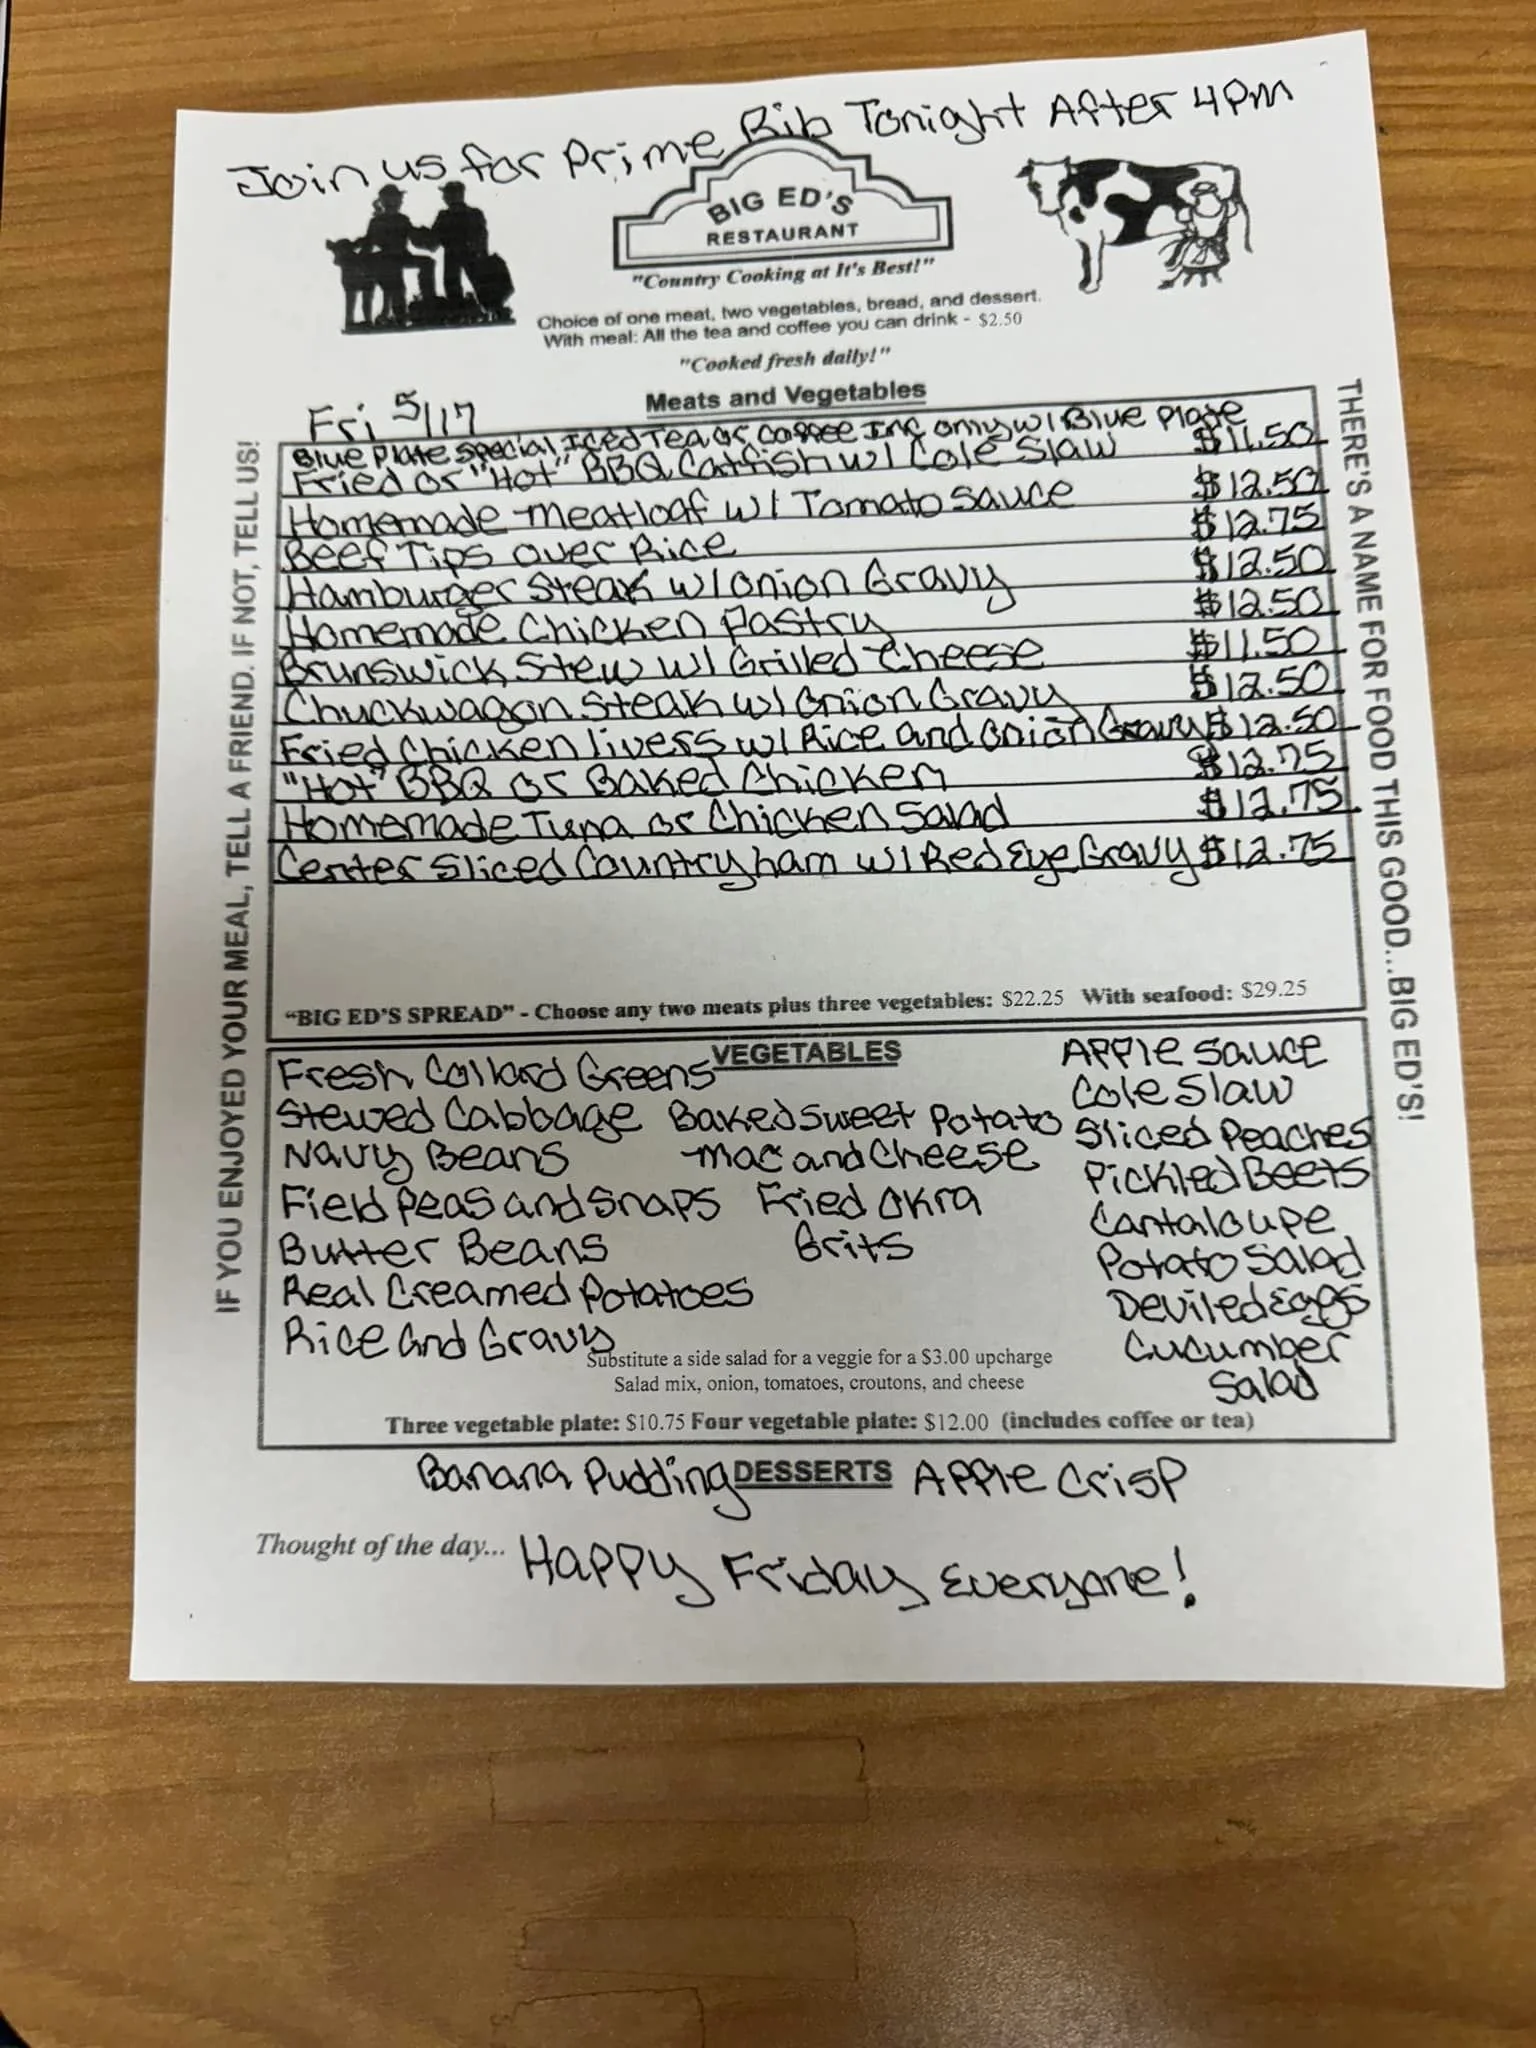 Join us for Prime Rib Tonight After 4pm
BIG ED'S
RESTAURANT
"Country Cooking at It's Best!"
Choice of one meat, two vegetables, bread, and dessert.
With meal: All the tea and coffee you can drink - $2.50
"Cooked fresh daily!"
Fri 5/17
Meats and Vegetables
Blue Plate Special Iced Tea or Coffee Inc only w/ Blue Plate
Fried or "Hot" BBQ Catfish w/ Cole Slaw $11.50
Homemade Meatloaf w/ Tomato sauce $12.50
Beef Tips over Rice $12.75
Hamburger Steak w/ onion Gravy $12.50
Homemade Chicken Pastry $12.50
Brunswick Stew w/ Grilled Cheese $11.50
Chuckwagon Steak w/ Onion Gravy $12.50
Fried Chicken livers w/ Rice and Onion Gravy $12.50
"Hot" BBQ or Baked Chicken $12.75
Homemade Tuna or Chicken Salad $12.75
Center Sliced Country ham w/ Red Eye Gravy $12.75
"BIG ED'S SPREAD" - Choose any two meats plus three vegetables: $22.25 With seafood: $29.25
VEGETABLES
Fresh Collard Greens
Stewed Cabbage
Navy Beans
Field Peas and Snaps
Butter Beans
Real Creamed Potatoes
Rice and Gravy
Baked Sweet Potato
Mac and Cheese
Fried Okra
Grits
Apple Sauce
Cole Slaw
Sliced Peaches
Pickled Beets
Cantaloupe
Potato Salad
Deviled Eggs
Cucumber
Salad
Substitute a side salad for a veggie for a $3.00 upcharge
Salad mix, onion, tomatoes, croutons, and cheese
Three vegetable plate: $10.75 Four vegetable plate: $12.00 (includes coffee or tea)
Banana Pudding DESSERTS Apple Crisp
Thought of the day... Happy Friday Everyone!
IF YOU ENJOYED YOUR MEAL, TELL A FRIEND. IF NOT, TELL US!
THERE'S A NAME FOR FOOD THIS GOOD...BIG ED'S!